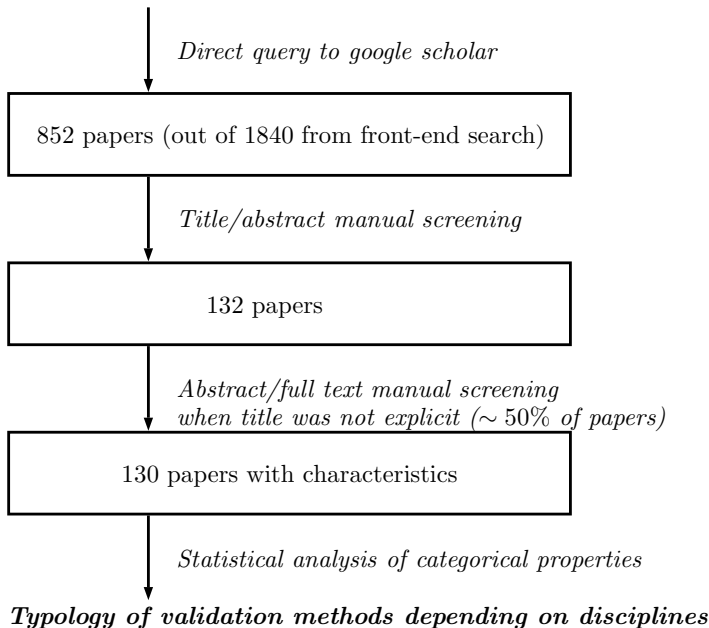 Direct query to google scholar
852 papers (out of 1840 from front-end search)
Title/abstract manual screening
132 papers
Abstract/full text manual screening
when title was not explicit (∼ 50% of papers)
130 papers with characteristics
Statistical analysis of categorical properties
Typology of validation methods depending on disciplines